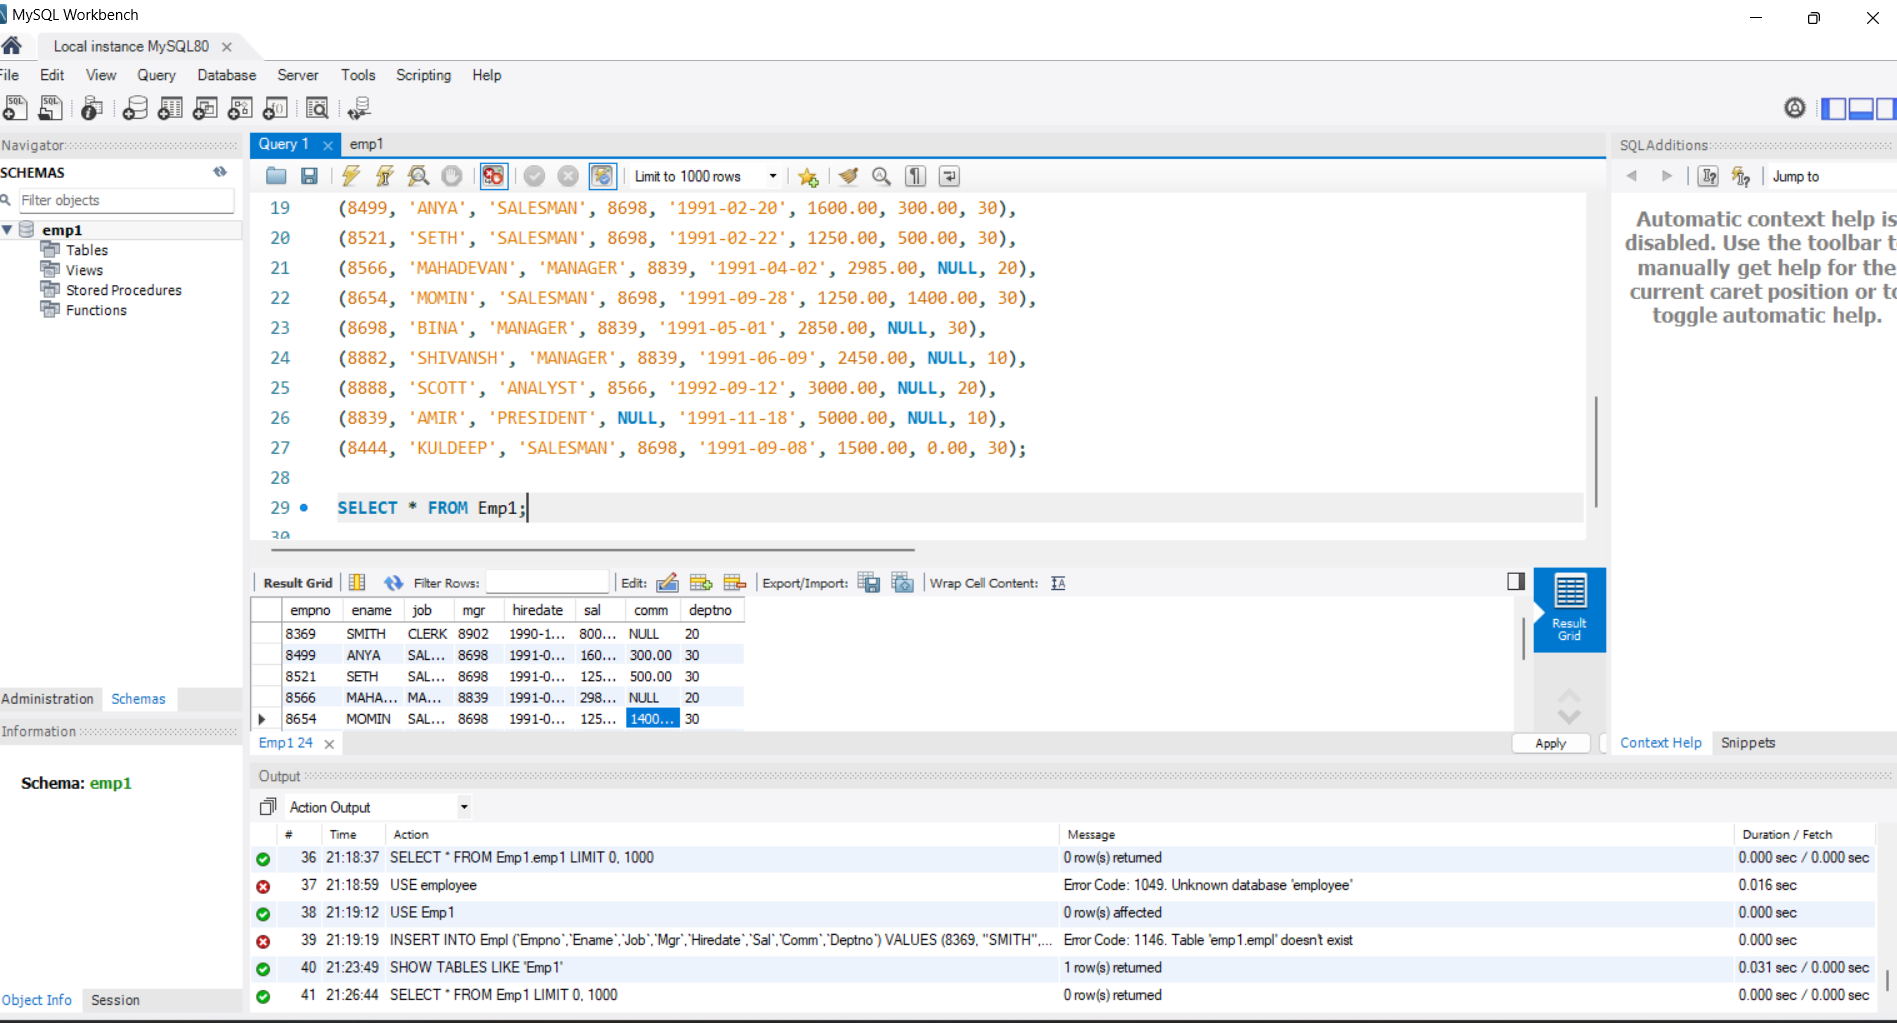 MySQL Workbench
Local instance MySQL80
File Edit View Query Database Server Tools Scripting Help
Navigator
SCHEMAS
Filter objects
emp1
Tables
Views
Stored Procedures
Functions
Administration Schemas
Information
Schema: emp1
Object Info Session
Query 1 emp1
Limit to 1000 rows
19 (8499, 'ANYA', 'SALESMAN', 8698, '1991-02-20', 1600.00, 300.00, 30),
20 (8521, 'SETH', 'SALESMAN', 8698, '1991-02-22', 1250.00, 500.00, 30),
21 (8566, 'MAHADEVAN', 'MANAGER', 8839, '1991-04-02', 2985.00, NULL, 20),
22 (8654, 'MOMIN', 'SALESMAN', 8698, '1991-09-28', 1250.00, 1400.00, 30),
23 (8698, 'BINA', 'MANAGER', 8839, '1991-05-01', 2850.00, NULL, 30),
24 (8882, 'SHIVANSH', 'MANAGER', 8839, '1991-06-09', 2450.00, NULL, 10),
25 (8888, 'SCOTT', 'ANALYST', 8566, '1992-09-12', 3000.00, NULL, 20),
26 (8839, 'AMIR', 'PRESIDENT', NULL, '1991-11-18', 5000.00, NULL, 10),
27 (8444, 'KULDEEP', 'SALESMAN', 8698, '1991-09-08', 1500.00, 0.00, 30);
28
29 SELECT * FROM Emp1;
30
Result Grid Filter Rows: Edit: Export/Import: Wrap Cell Content:
empno ename job mgr hiredate sal comm deptno
8369 SMITH CLERK 8902 1990-1... 800... NULL 20
8499 ANYA SAL... 8698 1991-0... 160... 300.00 30
8521 SETH SAL... 8698 1991-0... 125... 500.00 30
8566 MAHA... MA... 8839 1991-0... 298... NULL 20
8654 MOMIN SAL... 8698 1991-0... 125... 1400... 30
Result
Grid
Emp1 24
Apply
SQLAdditions
Jump to
Automatic context help is
disabled. Use the toolbar t
manually get help for the
current caret position or to
toggle automatic help.
Context Help Snippets
Output
Action Output
# Time Action Message Duration / Fetch
36 21:18:37 SELECT * FROM Emp1.emp1 LIMIT 0, 1000 0 row(s) returned 0.000 sec / 0.000 sec
37 21:18:59 USE employee Error Code: 1049. Unknown database 'employee' 0.016 sec
38 21:19:12 USE Emp1 0 row(s) affected 0.000 sec
39 21:19:19 INSERT INTO Empl (`Empno`,`Ename`,`Job`,`Mgr`,`Hiredate`,`Sal`,`Comm`,`Deptno`) VALUES (8369, "SMITH",... Error Code: 1146. Table 'emp1.empl' doesn't exist 0.000 sec
40 21:23:49 SHOW TABLES LIKE 'Emp1' 1 row(s) returned 0.031 sec / 0.000 sec
41 21:26:44 SELECT * FROM Emp1 LIMIT 0, 1000 0 row(s) returned 0.000 sec / 0.000 sec